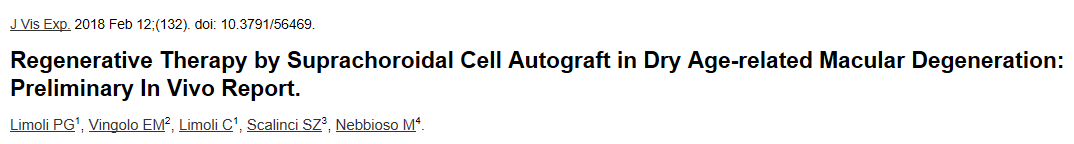 J Vis Exp. 2018 Feb 12;(132). doi: 10.3791/56469.
Regenerative Therapy by Suprachoroidal Cell Autograft in Dry Age-related Macular Degeneration:
Preliminary In Vivo Report.
Limoli PG1, Vingolo EM2, Limoli C1, Scalinci SZ3, Nebbioso M4.